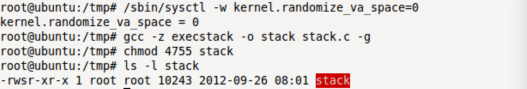 root@ubuntu:/tmp# /sbin/sysctl -w kernel.randomize_va_space=0
kernel.randomize_va_space = 0
root@ubuntu:/tmp# gcc -z execstack -o stack stack.c -g
root@ubuntu:/tmp# chmod 4755 stack
root@ubuntu:/tmp# ls -l stack
-rwsr-xr-x 1 root root 10243 2012-09-26 08:01 stack